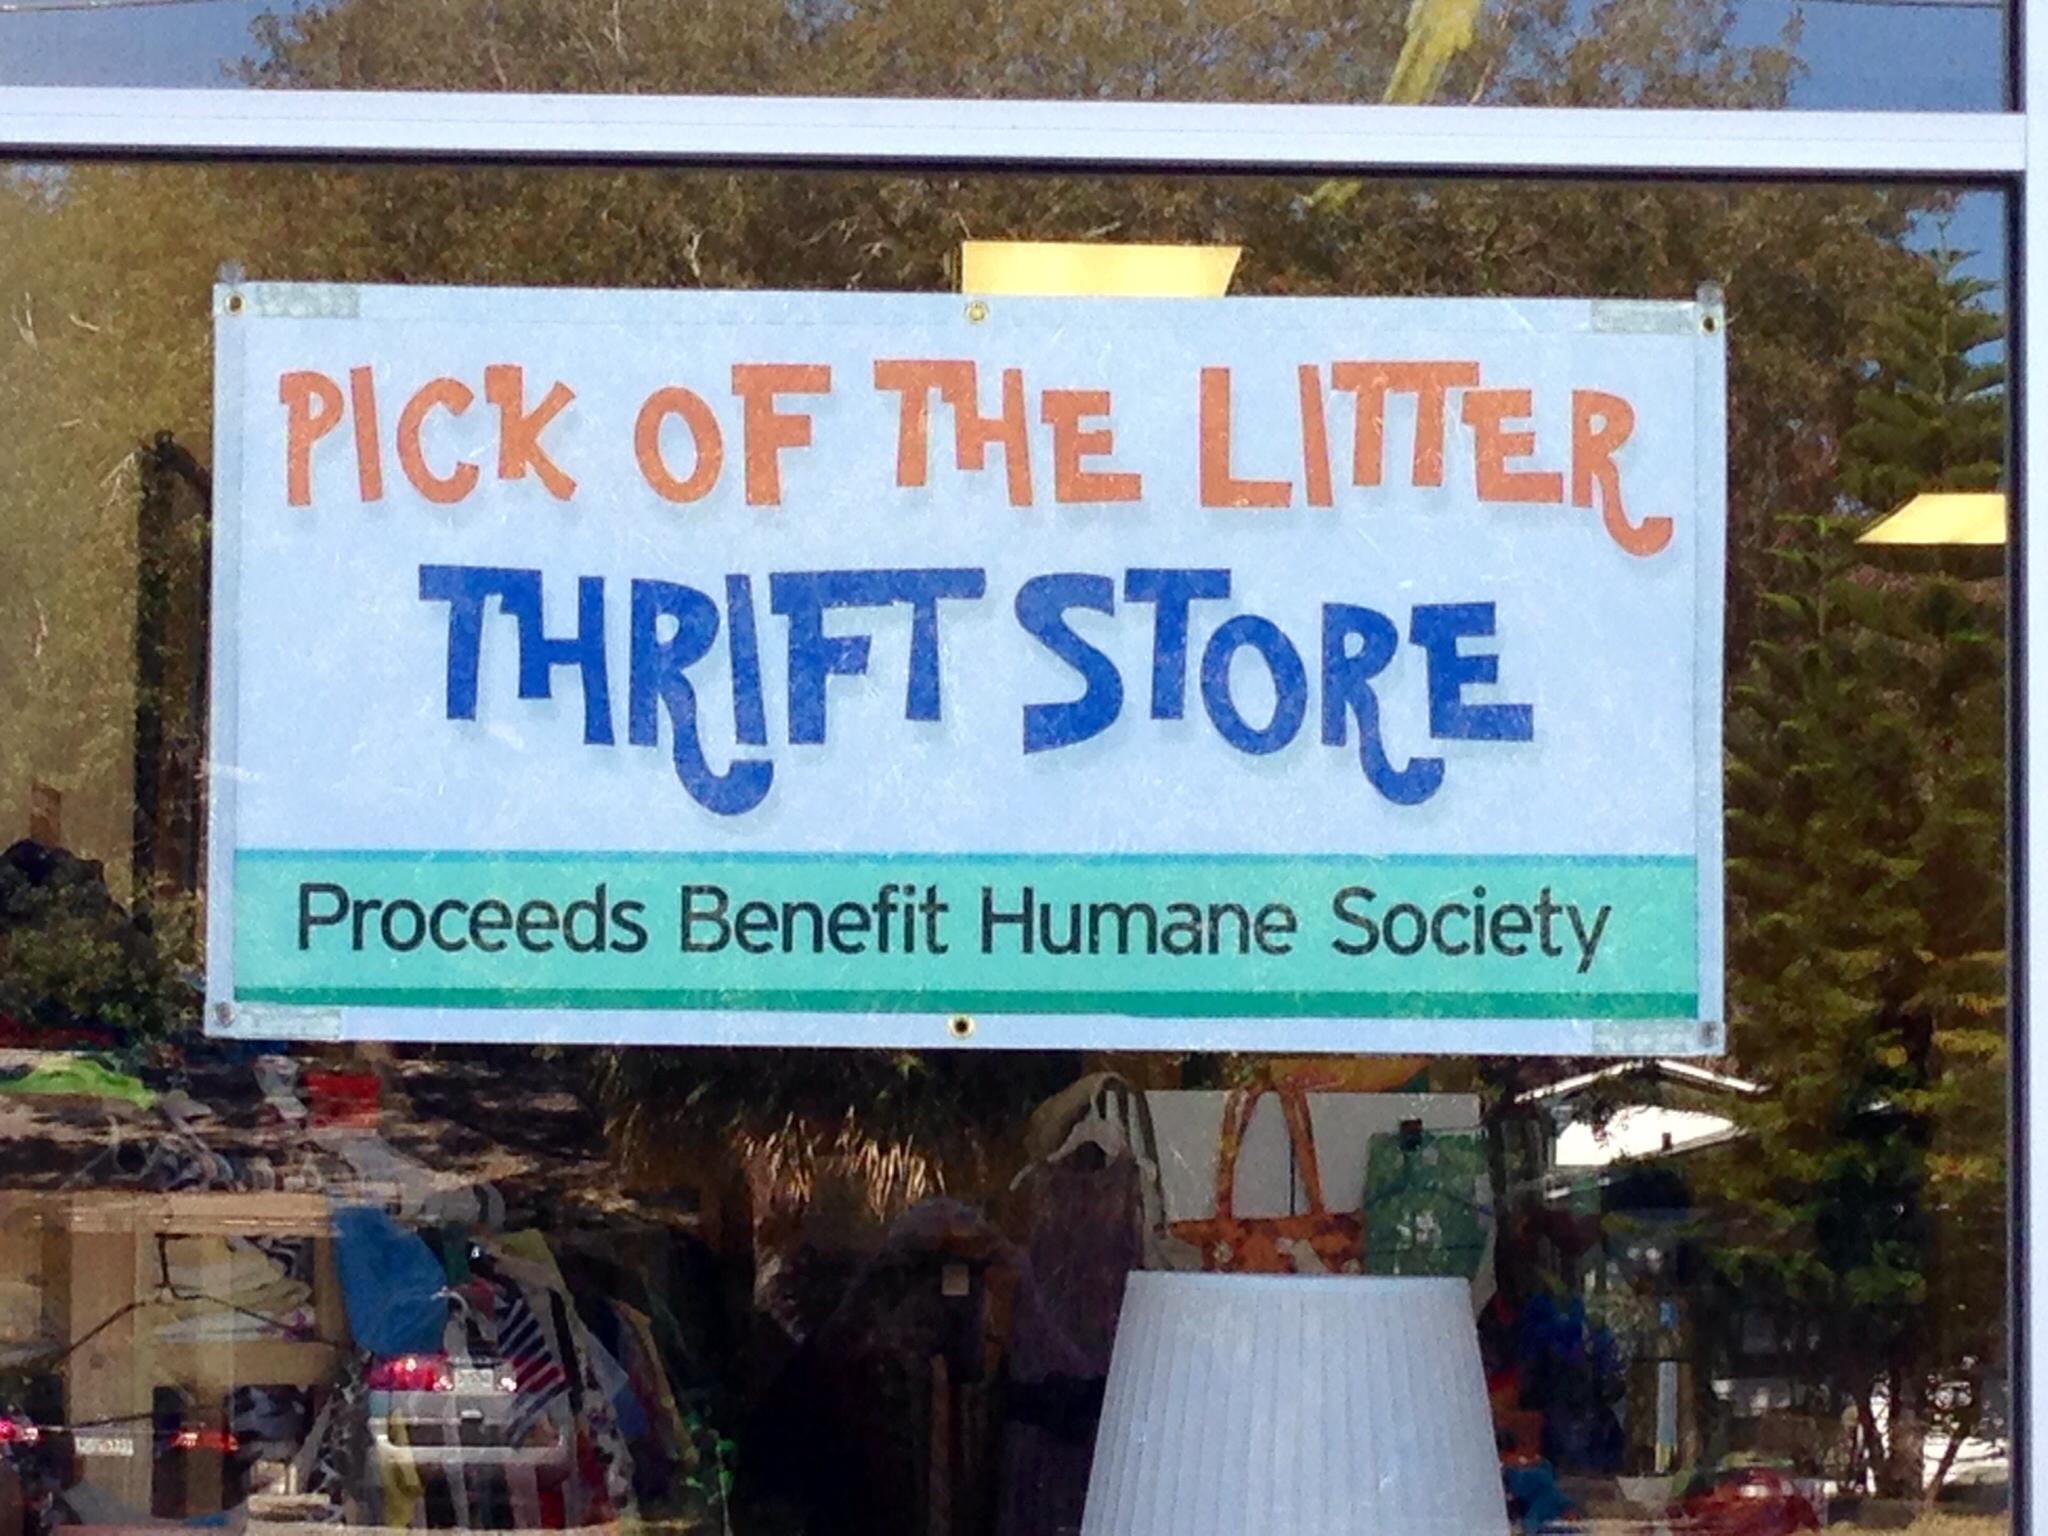 PICK OF THE LITTER
THRIFT STORE
Proceeds Benefit Humane Society